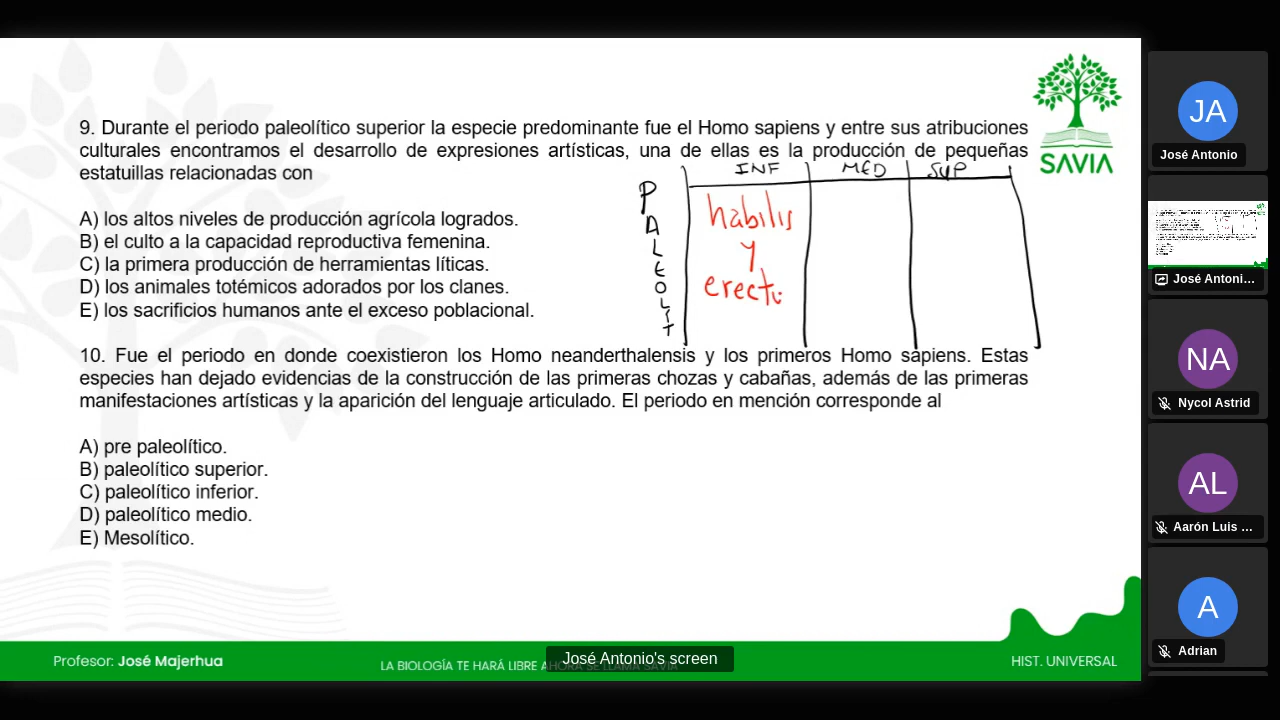 9. Durante el periodo paleolítico superior la especie predominante fue el Homo sapiens y entre sus atribuciones
culturales encontramos el desarrollo de expresiones artísticas, una de ellas es la producción de pequeñas
estatuillas relacionadas con
A) los altos niveles de producción agrícola logrados.
B) el culto a la capacidad reproductiva femenina.
C) la primera producción de herramientas líticas.
D) los animales totémicos adorados por los clanes.
E) los sacrificios humanos ante el exceso poblacional.
INF MED SUP
PALEOLIT
habilis
y
erectu
10. Fue el periodo en donde coexistieron los Homo neanderthalensis y los primeros Homo sapiens. Estas
especies han dejado evidencias de la construcción de las primeras chozas y cabañas, además de las primeras
manifestaciones artísticas y la aparición del lenguaje articulado. El periodo en mención corresponde al
A) pre paleolítico.
B) paleolítico superior.
C) paleolítico inferior.
D) paleolítico medio.
E) Mesolítico.
SAVIA
Profesor: José Majerhua
LA BIOLOGÍA TE HARÁ LIBRE AHORA SE LLAMA SAVIA
José Antonio's screen
HIST. UNIVERSAL
JA
José Antonio
José Antoni...
NA
Nycol Astrid
AL
Aarón Luis ...
A
Adrian